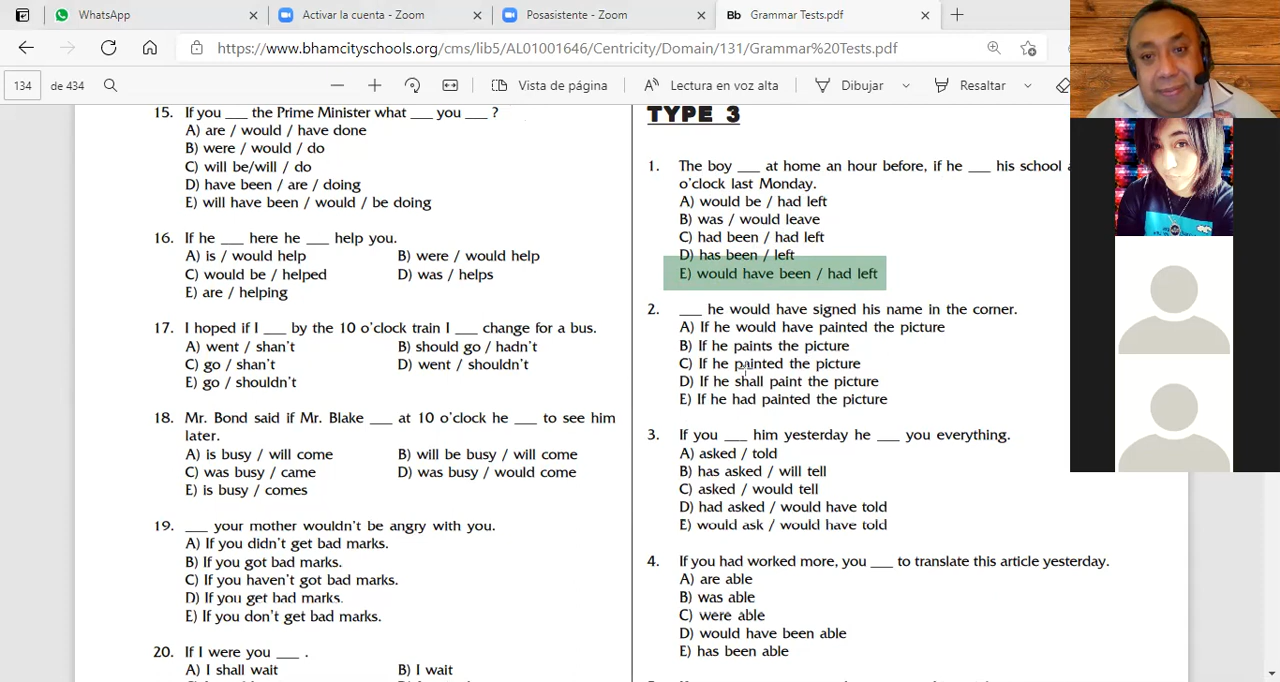 WhatsApp
Activar la cuenta - Zoom
Posasistente - Zoom
Bb Grammar Tests.pdf
https://www.bhamcityschools.org/cms/lib5/AL01001646/Centricity/Domain/131/Grammar%20Tests.pdf
134 de 434
Vista de página
Lectura en voz alta
Dibujar
Resaltar
15. If you ___ the Prime Minister what ___ you ___ ?
A) are / would / have done
B) were / would / do
C) will be/will / do
D) have been / are / doing
E) will have been / would / be doing
16. If he ___ here he ___ help you.
A) is / would help B) were / would help
C) would be / helped D) was / helps
E) are / helping
17. I hoped if I ___ by the 10 o'clock train I ___ change for a bus.
A) went / shan't B) should go / hadn't
C) go / shan't D) went / shouldn't
E) go / shouldn't
18. Mr. Bond said if Mr. Blake ___ at 10 o'clock he ___ to see him
later.
A) is busy / will come B) will be busy / will come
C) was busy / came D) was busy / would come
E) is busy / comes
19. ___ your mother wouldn't be angry with you.
A) If you didn't get bad marks.
B) If you got bad marks.
C) If you haven't got bad marks.
D) If you get bad marks.
E) If you don't get bad marks.
20. If I were you ___ .
A) I shall wait B) I wait
TYPE 3
1. The boy ___ at home an hour before, if he ___ his school
o'clock last Monday.
A) would be / had left
B) was / would leave
C) had been / had left
D) has been / left
E) would have been / had left
2. ___ he would have signed his name in the corner.
A) If he would have painted the picture
B) If he paints the picture
C) If he painted the picture
D) If he shall paint the picture
E) If he had painted the picture
3. If you ___ him yesterday he ___ you everything.
A) asked / told
B) has asked / will tell
C) asked / would tell
D) had asked / would have told
E) would ask / would have told
4. If you had worked more, you ___ to translate this article yesterday.
A) are able
B) was able
C) were able
D) would have been able
E) has been able